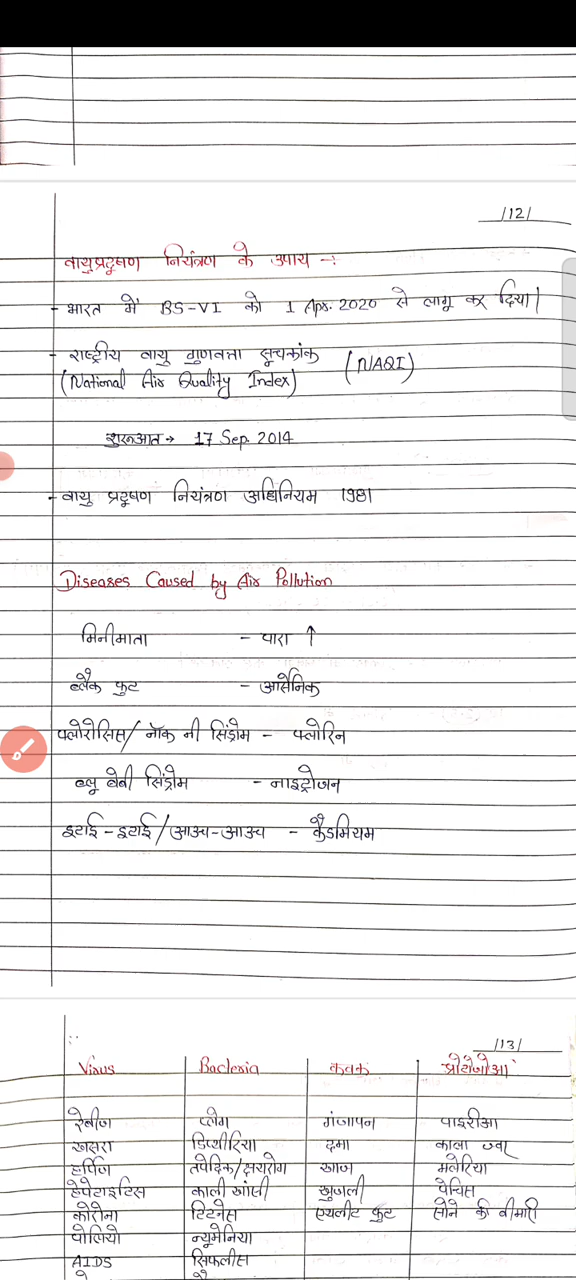 /12/
वायुप्रदूषण नियंत्रण के उपाय -:
- भारत में BS-VI को 1 Apr. 2020 से लागू कर दिया।
- राष्ट्रीय वायु गुणवत्ता सूचकांक (NAQI)
(National Air Quality Index)
शुरूआत → 17 Sep. 2014
- वायु प्रदूषण नियंत्रण अधिनियम 1981
Diseases Caused by Air Pollution
मिनीमाता - पारा ↑
ब्लैक फुट - आर्सेनिक
फ्लोरोसिस/ नॉक नी सिंड्रोम - फ्लोरिन
ब्लू बेबी सिंड्रोम - नाइट्रोजन
इटाई-इटाई/आउच-आउच - कैडमियम
/13/
Virus Bacteria कवक प्रोटोजोआ
रेबीज प्लेग गंजापन पाइरीआ
खसरा डिप्थीरिया दमा काला ज्वर
हर्पिज तपेदिक/क्षयरोग खाज मलेरिया
हेपेटाइटिस काली खांसी खुजली पेचिस
कोरोना टिटनेस एथलीट फुट सोने की बीमारी
पोलियो न्यूमोनिया
AIDS सिफलीस